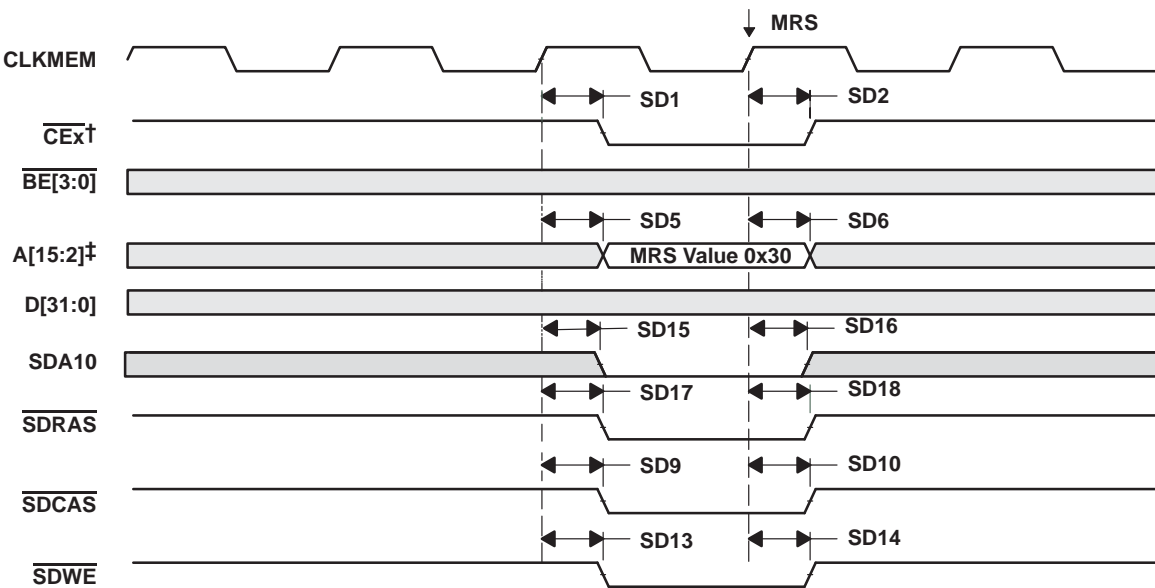 MRS
CLKMEM
SD1 SD2
CEx†
BE[3:0]
SD5 SD6
A[15:2]‡ MRS Value 0x30
D[31:0]
SD15 SD16
SDA10
SD17 SD18
SDRAS
SD9 SD10
SDCAS
SD13 SD14
SDWE